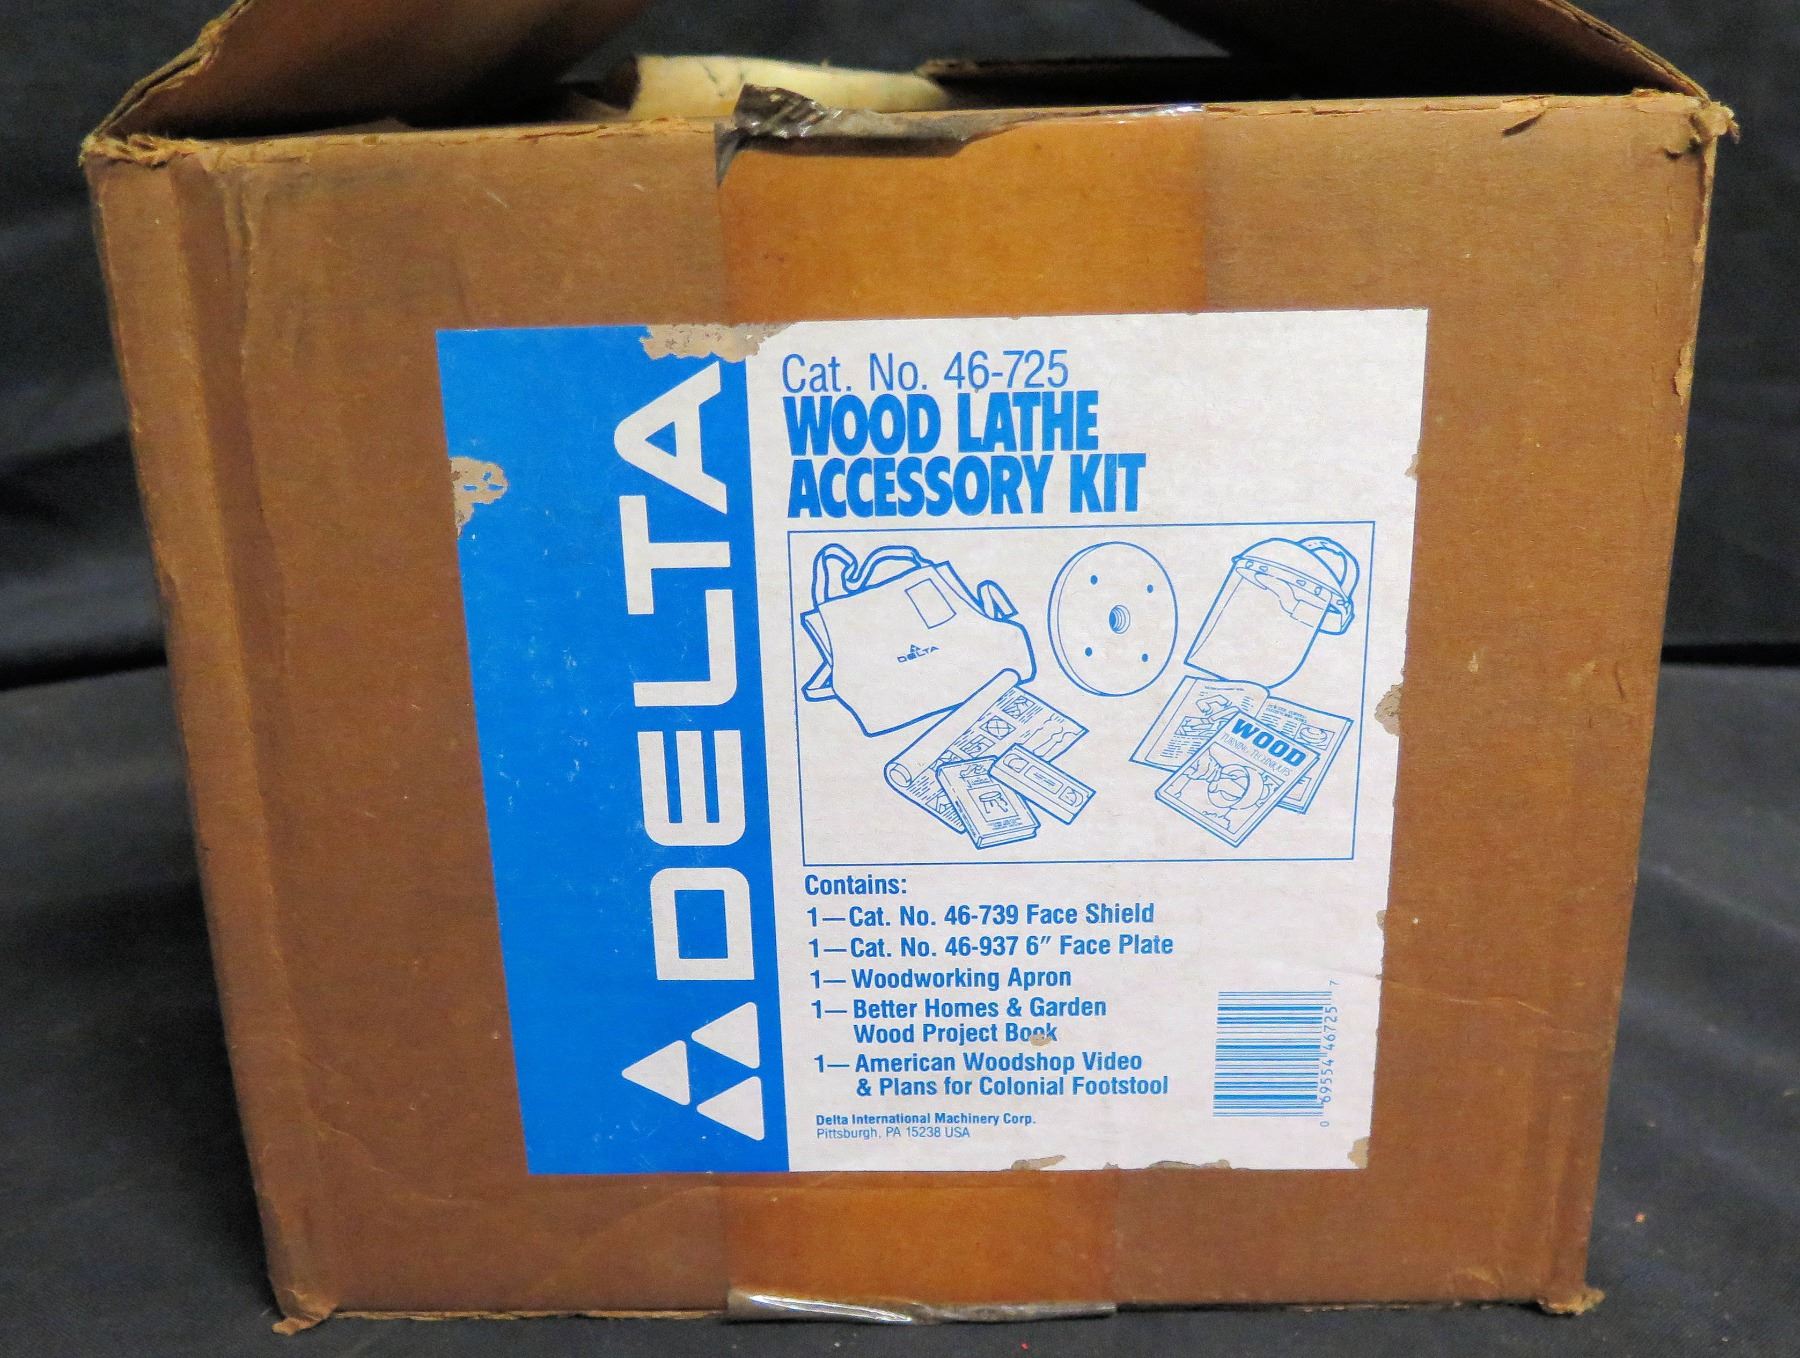 DELTA
Cat. No. 46-725
WOOD LATHE
ACCESSORY KIT
DELTA
WOOD
TURNING TECHNIQUES
Contains:
1—Cat. No. 46-739 Face Shield
1—Cat. No. 46-937 6″ Face Plate
1—Woodworking Apron
1—Better Homes & Garden
Wood Project Book
1—American Woodshop Video
& Plans for Colonial Footstool
Delta International Machinery Corp.
Pittsburgh, PA 15238 USA
0 69554 46725 7